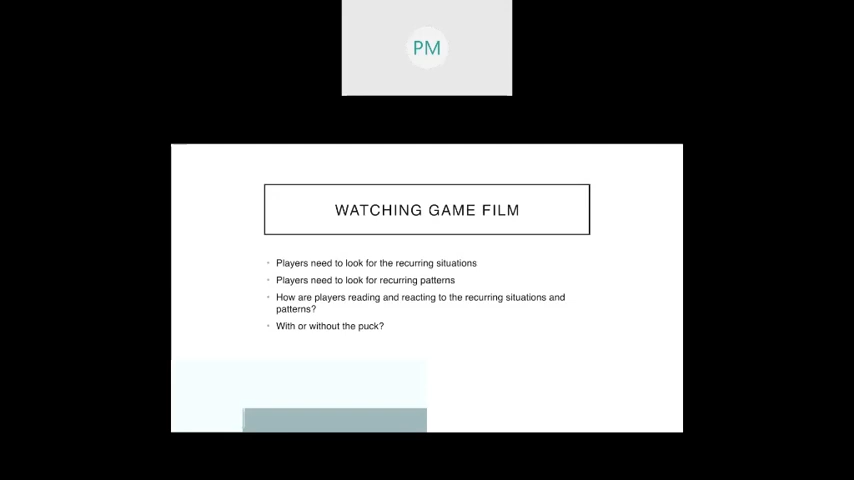 PM
WATCHING GAME FILM
• Players need to look for the recurring situations
• Players need to look for recurring patterns
• How are players reading and reacting to the recurring situations and
patterns?
• With or without the puck?